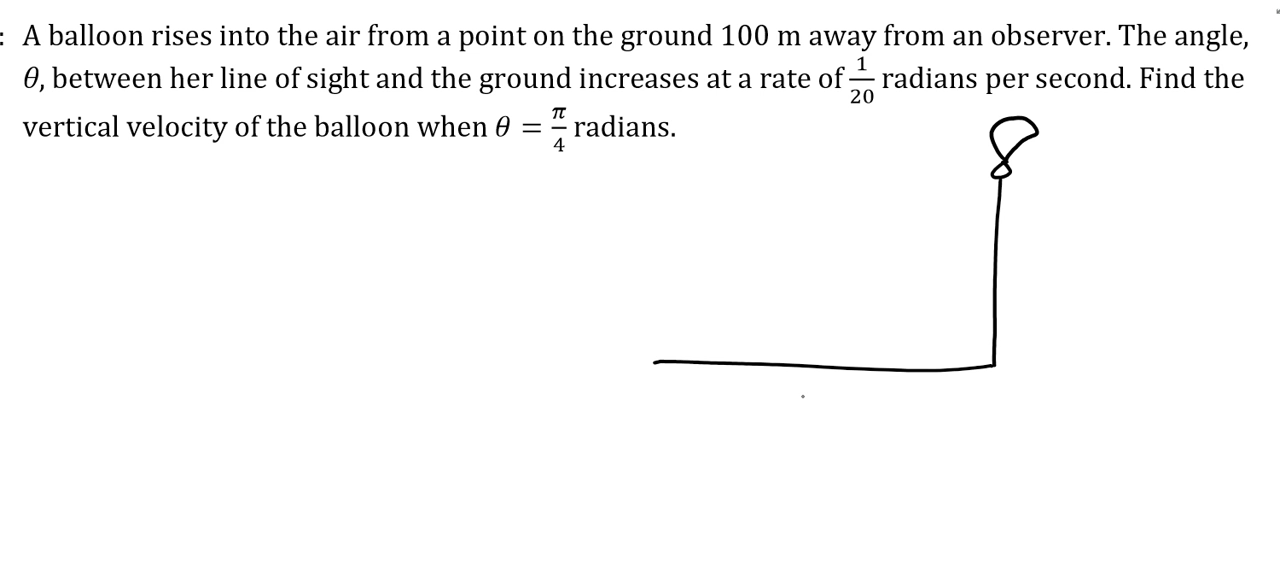 : A balloon rises into the air from a point on the ground 100 m away from an observer. The angle,
θ, between her line of sight and the ground increases at a rate of 1/20 radians per second. Find the
vertical velocity of the balloon when θ = π/4 radians.